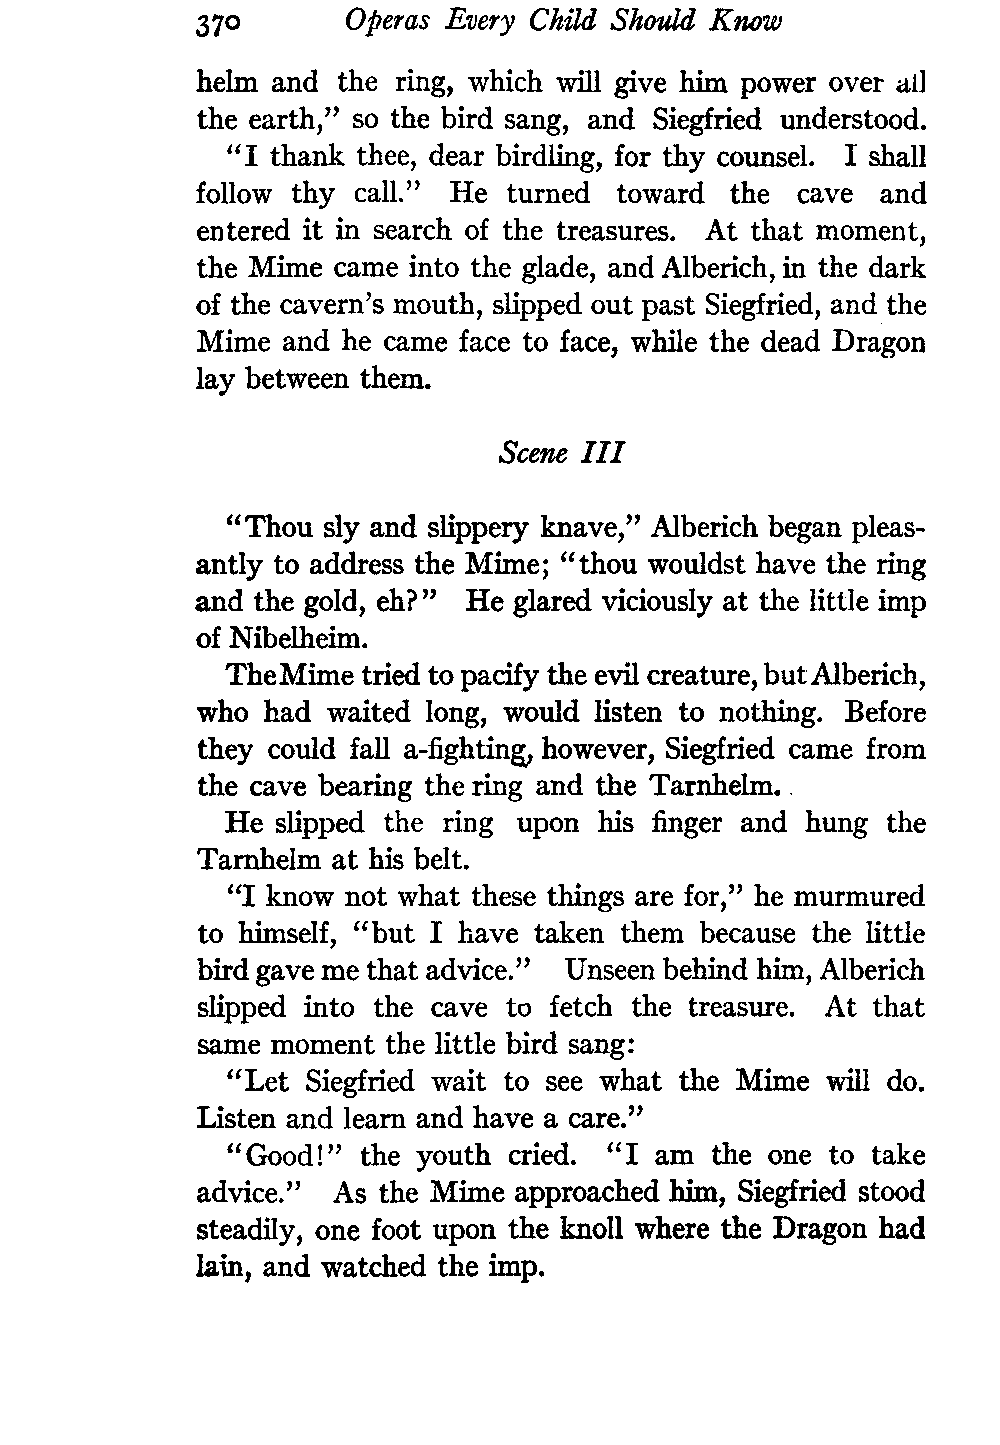 370 Operas Every Child Should Know
helm and the ring, which will give him power over all
the earth," so the bird sang, and Siegfried understood.
"I thank thee, dear birdling, for thy counsel. I shall
follow thy call." He turned toward the cave and
entered it in search of the treasures. At that moment,
the Mime came into the glade, and Alberich, in the dark
of the cavern's mouth, slipped out past Siegfried, and the
Mime and he came face to face, while the dead Dragon
lay between them.
Scene III
"Thou sly and slippery knave," Alberich began pleas-
antly to address the Mime; "thou wouldst have the ring
and the gold, eh?" He glared viciously at the little imp
of Nibelheim.
The Mime tried to pacify the evil creature, but Alberich,
who had waited long, would listen to nothing. Before
they could fall a-fighting, however, Siegfried came from
the cave bearing the ring and the Tarnhelm.
He slipped the ring upon his finger and hung the
Tarnhelm at his belt.
"I know not what these things are for," he murmured
to himself, "but I have taken them because the little
bird gave me that advice." Unseen behind him, Alberich
slipped into the cave to fetch the treasure. At that
same moment the little bird sang:
"Let Siegfried wait to see what the Mime will do.
Listen and learn and have a care."
"Good!" the youth cried. "I am the one to take
advice." As the Mime approached him, Siegfried stood
steadily, one foot upon the knoll where the Dragon had
lain, and watched the imp.